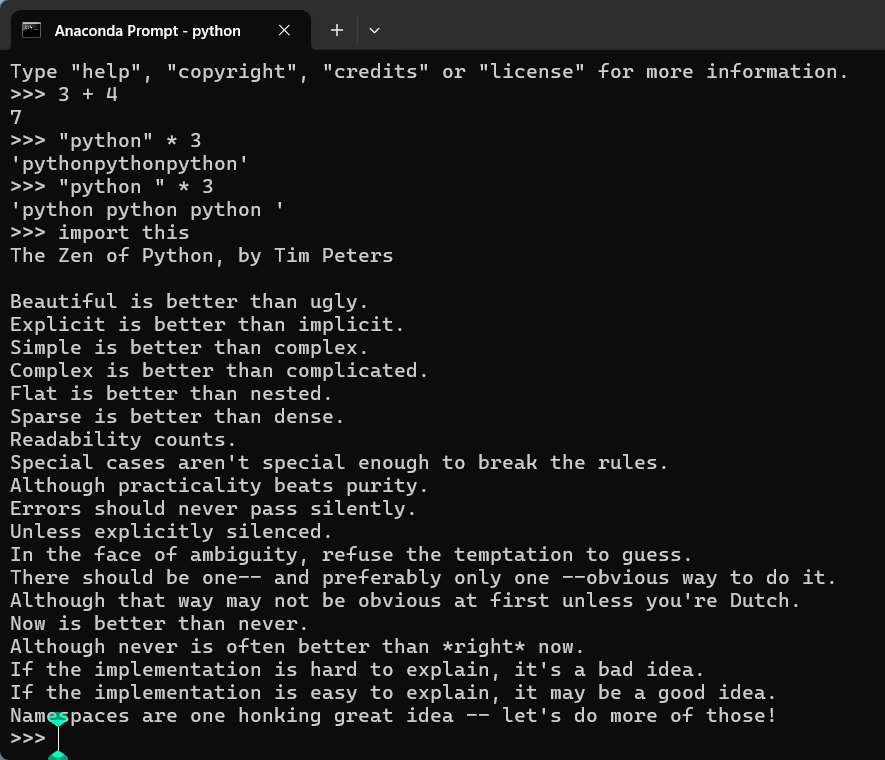 Anaconda Prompt - python
Type "help", "copyright", "credits" or "license" for more information.
>>> 3 + 4
7
>>> "python" * 3
'pythonpythonpython'
>>> "python " * 3
'python python python '
>>> import this
The Zen of Python, by Tim Peters

Beautiful is better than ugly.
Explicit is better than implicit.
Simple is better than complex.
Complex is better than complicated.
Flat is better than nested.
Sparse is better than dense.
Readability counts.
Special cases aren't special enough to break the rules.
Although practicality beats purity.
Errors should never pass silently.
Unless explicitly silenced.
In the face of ambiguity, refuse the temptation to guess.
There should be one-- and preferably only one --obvious way to do it.
Although that way may not be obvious at first unless you're Dutch.
Now is better than never.
Although never is often better than *right* now.
If the implementation is hard to explain, it's a bad idea.
If the implementation is easy to explain, it may be a good idea.
Namespaces are one honking great idea -- let's do more of those!
>>>